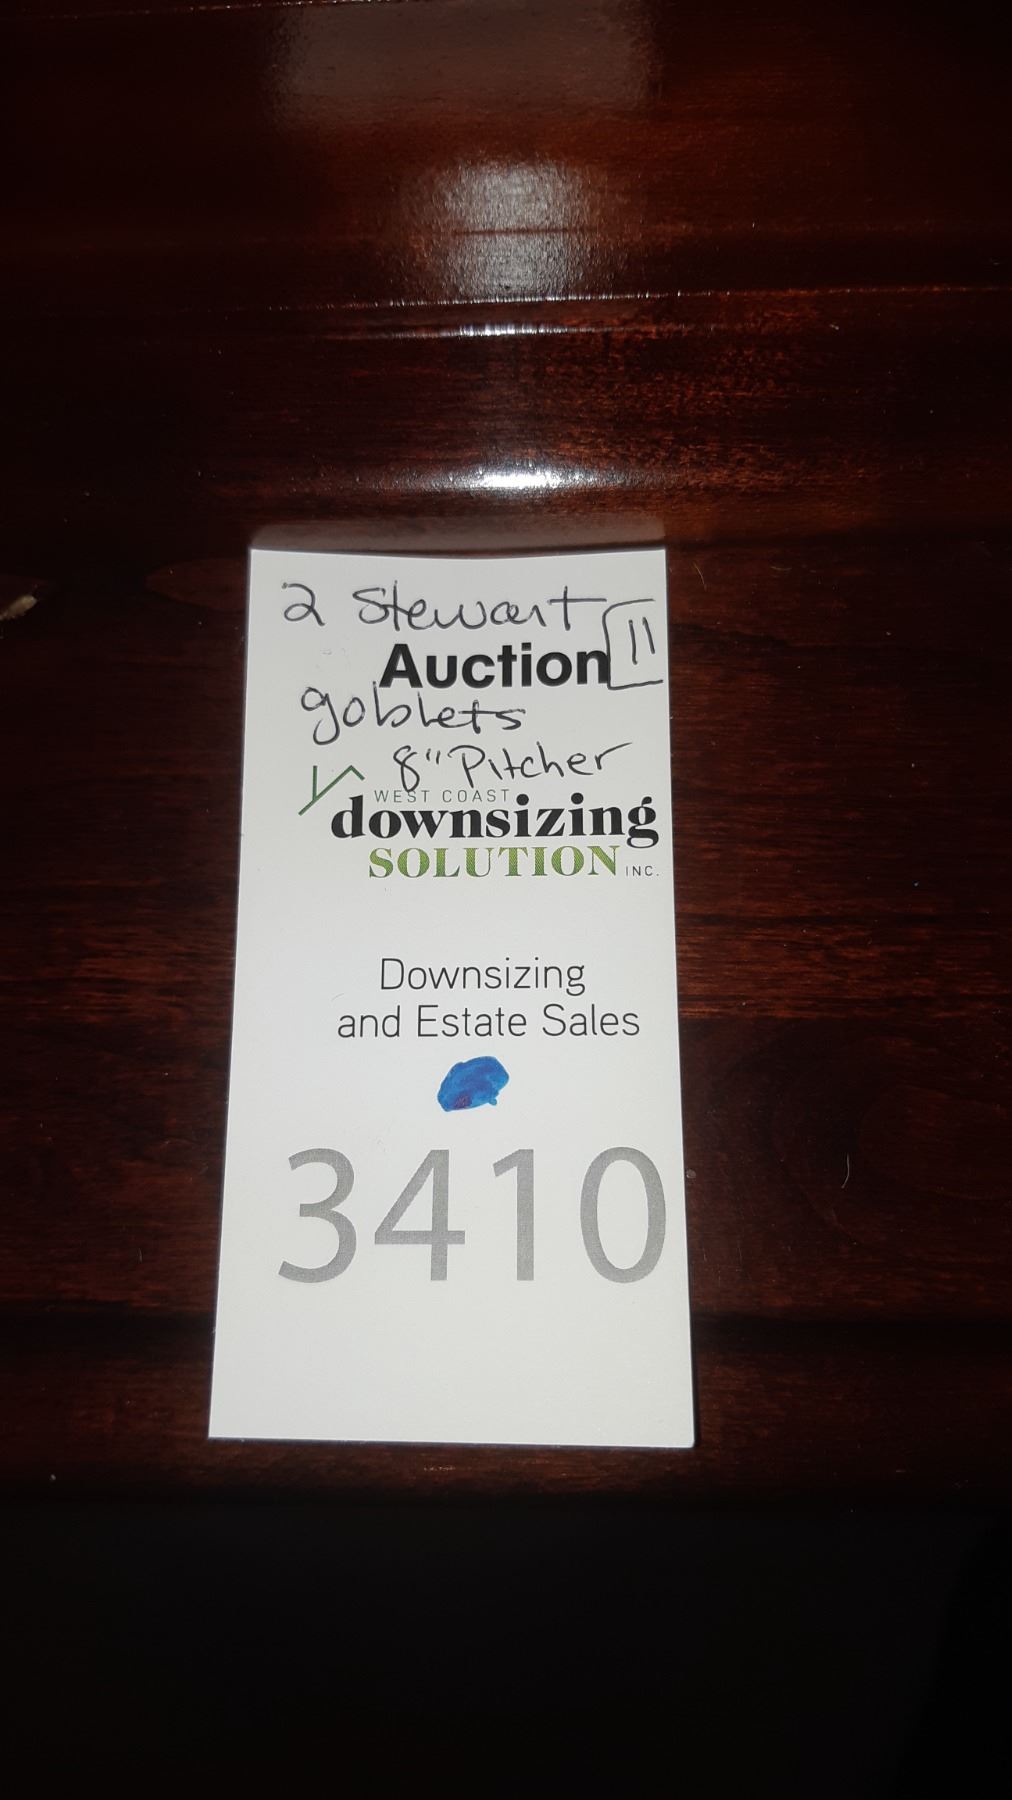 2 Stewart
11
Auction
goblets
8" Pitcher
WEST COAST
downsizing
SOLUTION INC.
Downsizing
and Estate Sales
3410